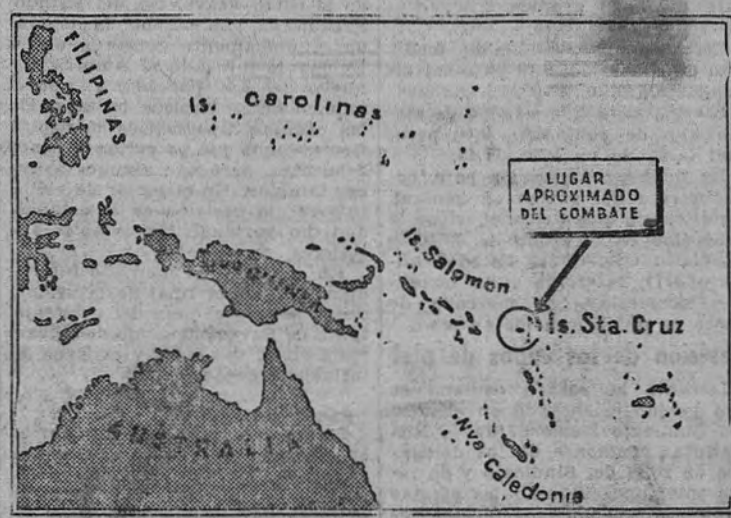 FILIPINAS
Is. Carolinas
LUGAR
APROXIMADO
DEL COMBATE
Is. Salomon
Is. Sta. Cruz
AUSTRALIA
Nva Caledonia